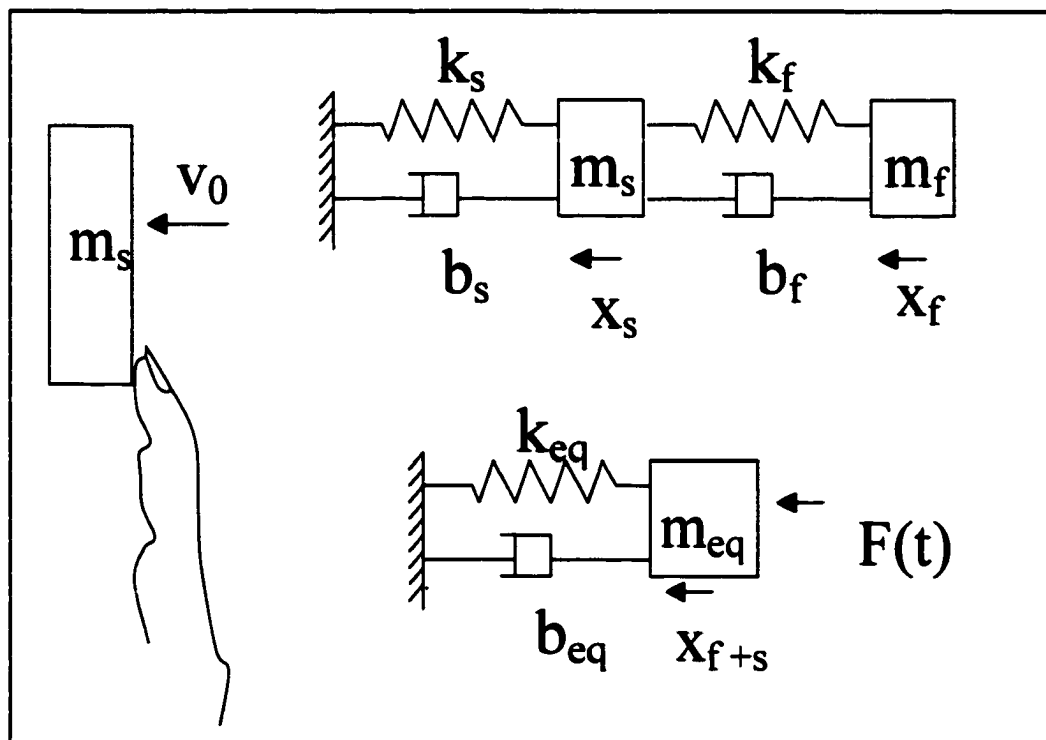 k_s k_f
v_0
m_s m_s m_f
b_s b_f
x_s x_f
k_eq
m_eq F(t)
b_eq x_f+s